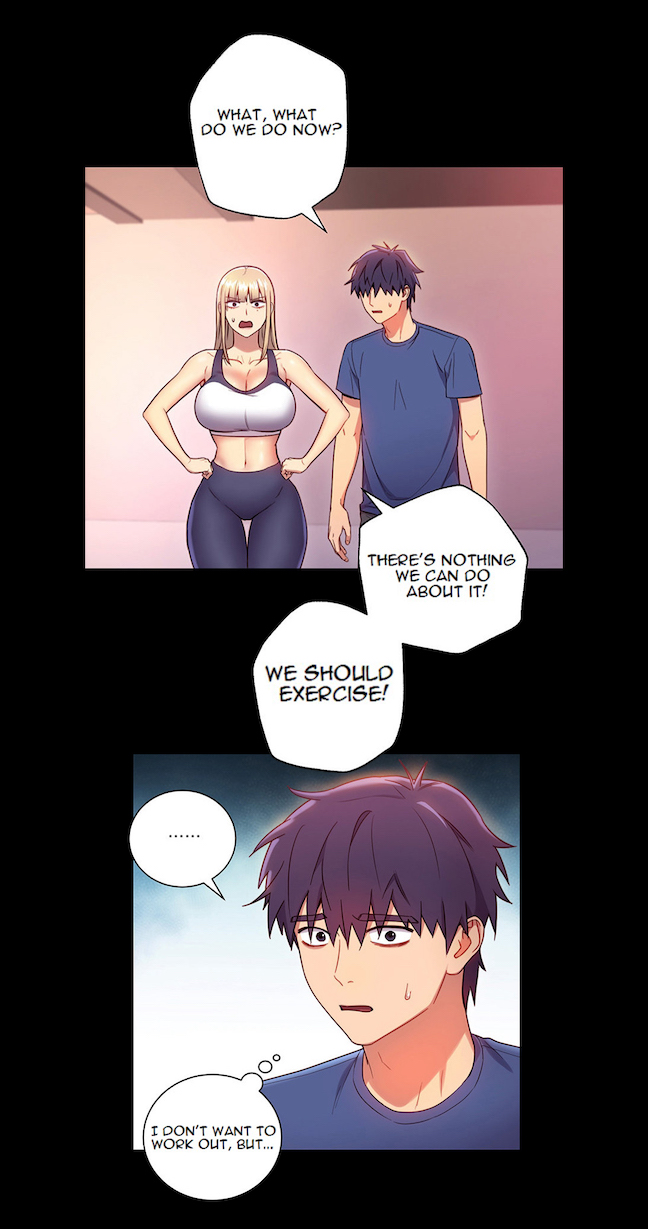 WHAT, WHAT
DO WE DO NOW?
THERE'S NOTHING
WE CAN DO
ABOUT IT!
WE SHOULD
EXERCISE!
......
I DON'T WANT TO
WORK OUT, BUT...